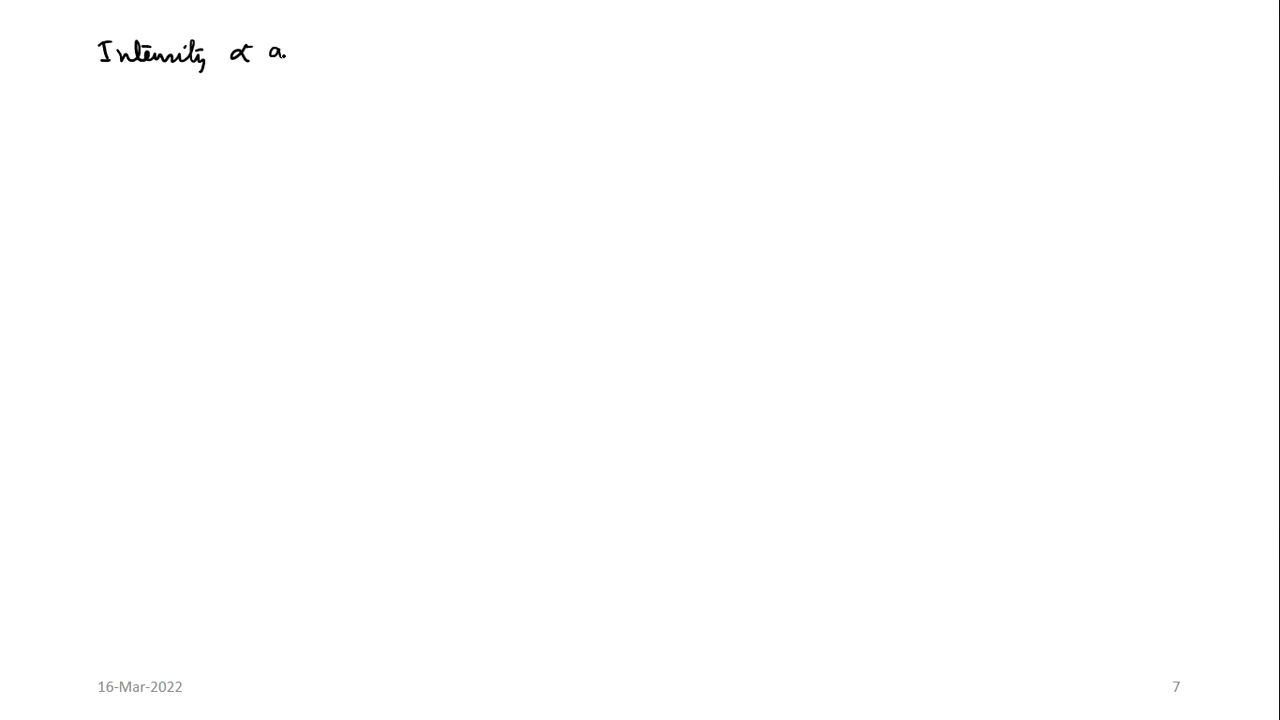 Intensity ∝ a.
16-Mar-2022
7